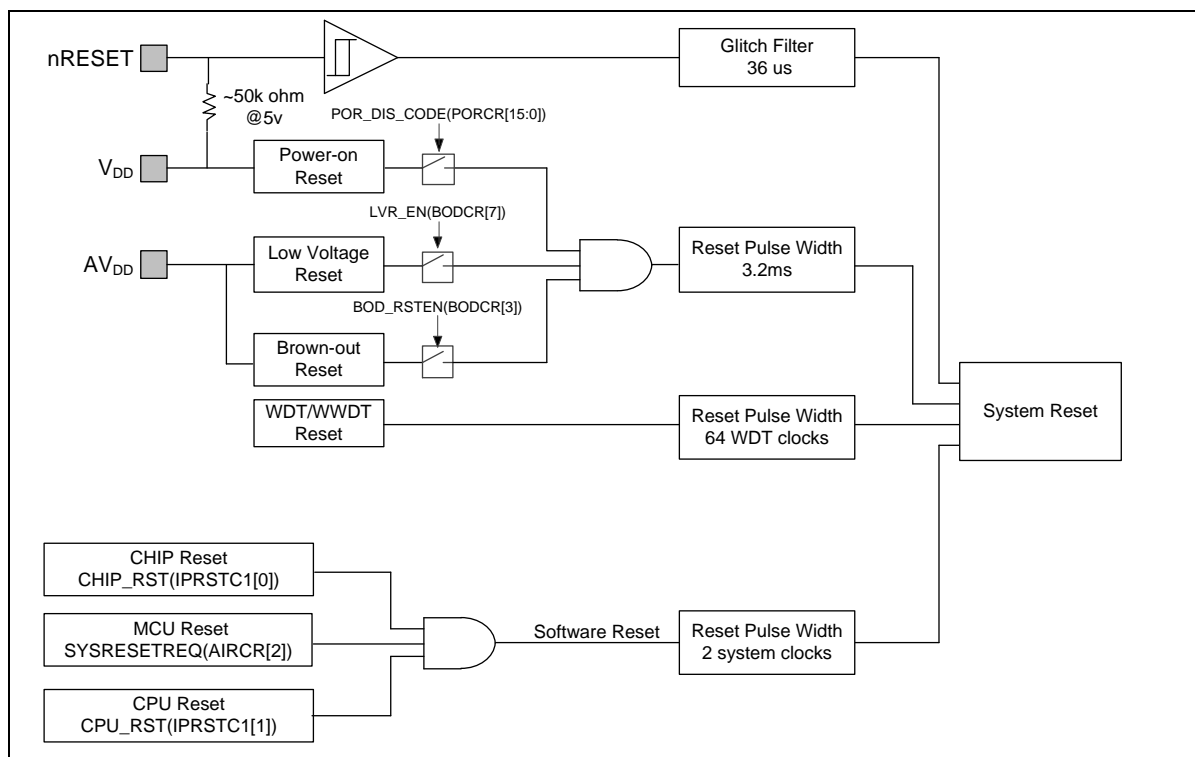 nRESET
~50k ohm
@5v
Glitch Filter
36 us
POR_DIS_CODE(PORCR[15:0])
VDD
Power-on
Reset
LVR_EN(BODCR[7])
AVDD
Low Voltage
Reset
Reset Pulse Width
3.2ms
BOD_RSTEN(BODCR[3])
Brown-out
Reset
WDT/WWDT
Reset
Reset Pulse Width
64 WDT clocks
System Reset
CHIP Reset
CHIP_RST(IPRSTC1[0])
MCU Reset
SYSRESETREQ(AIRCR[2])
Software Reset
Reset Pulse Width
2 system clocks
CPU Reset
CPU_RST(IPRSTC1[1])